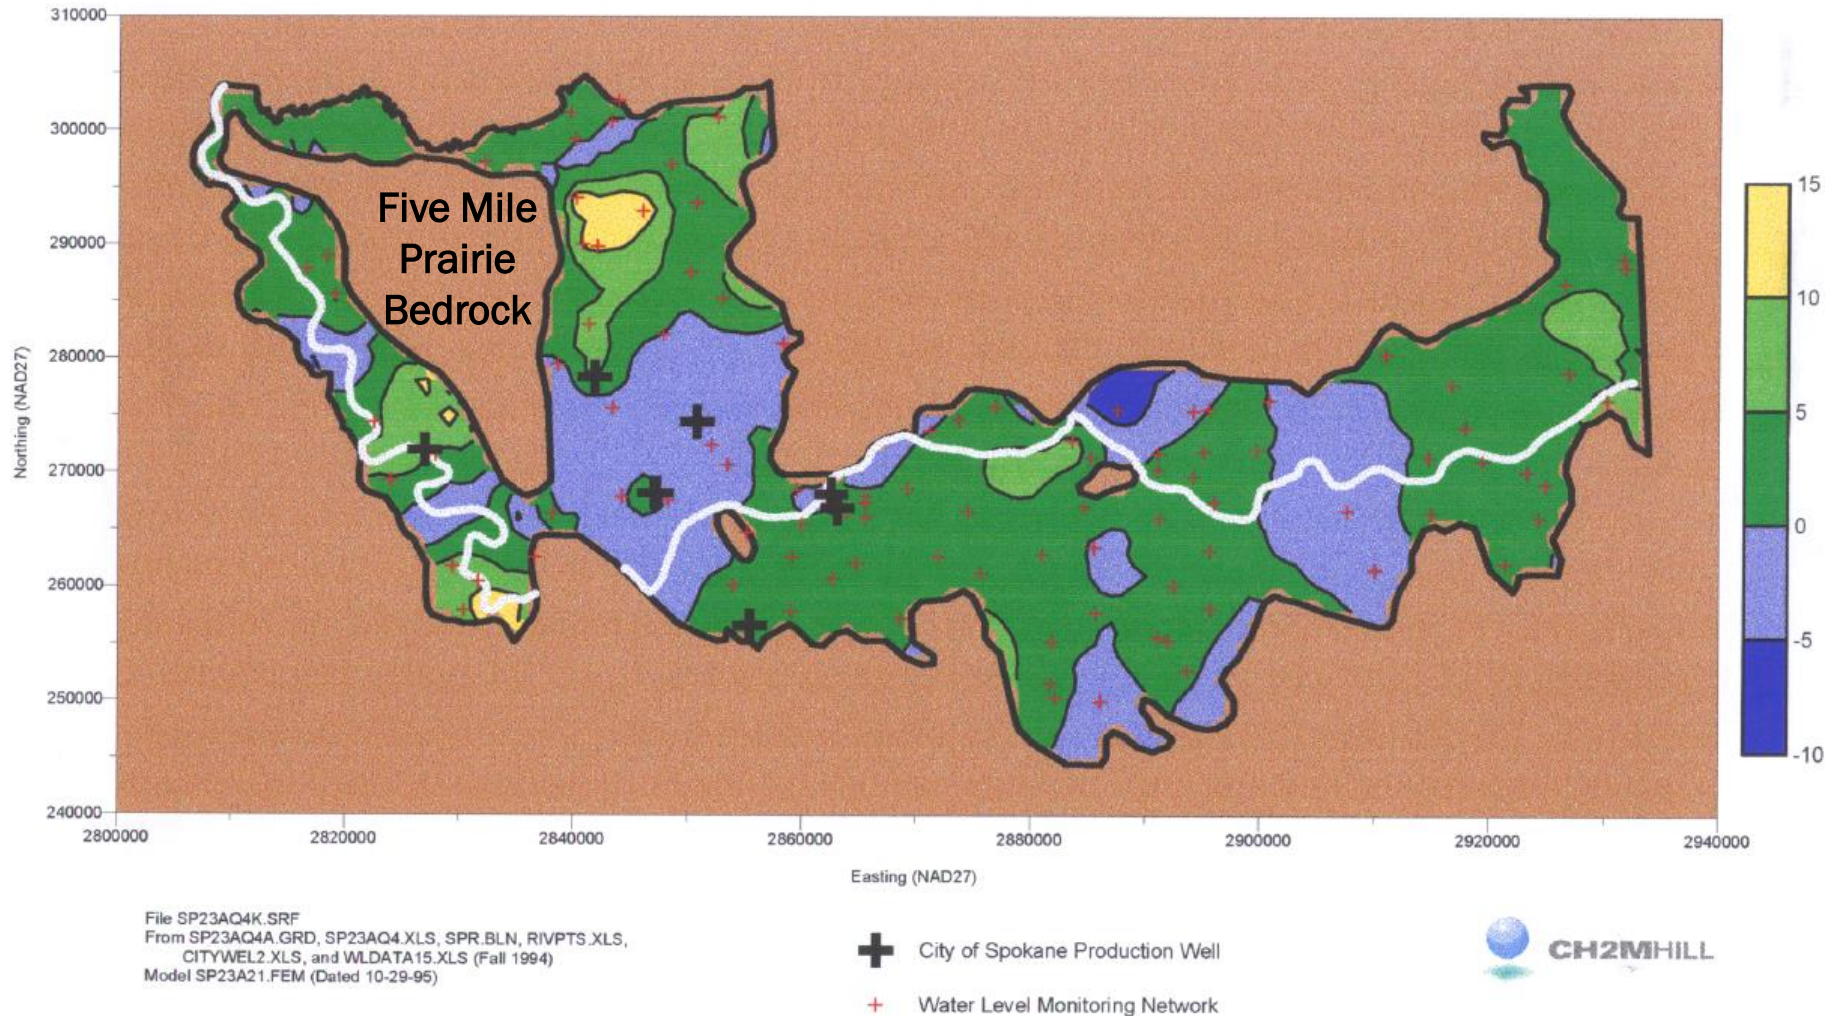 310000
300000
290000
280000
270000
260000
250000
240000
Northing (NAD27)
Five Mile
Prairie
Bedrock
15
10
5
0
-5
-10
2800000
2820000
2840000
2860000
2880000
2900000
2920000
2940000
Easting (NAD27)
File SP23AQ4K.SRF
From SP23AQ4A.GRD, SP23AQ4.XLS, SPR.BLN, RIVPTS.XLS,
CITYWEL2.XLS, and WLDATA15.XLS (Fall 1994)
Model SP23A21.FEM (Dated 10-29-95)
City of Spokane Production Well
Water Level Monitoring Network
CH2MHILL